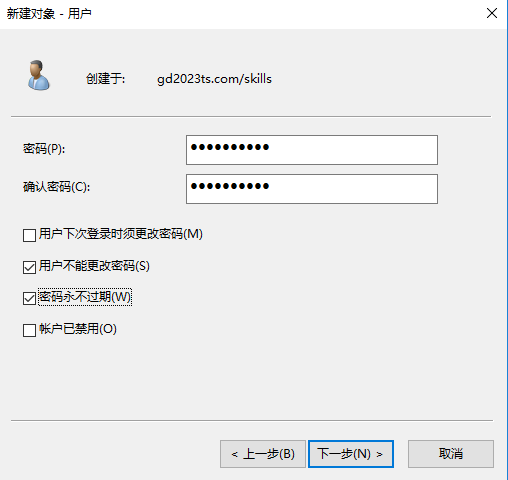 新建对象 - 用户
创建于: gd2023ts.com/skills
密码(P): ●●●●●●●●●●
确认密码(C): ●●●●●●●●●●
用户下次登录时须更改密码(M)
用户不能更改密码(S)
密码永不过期(W)
帐户已禁用(O)
< 上一步(B) 下一步(N) > 取消